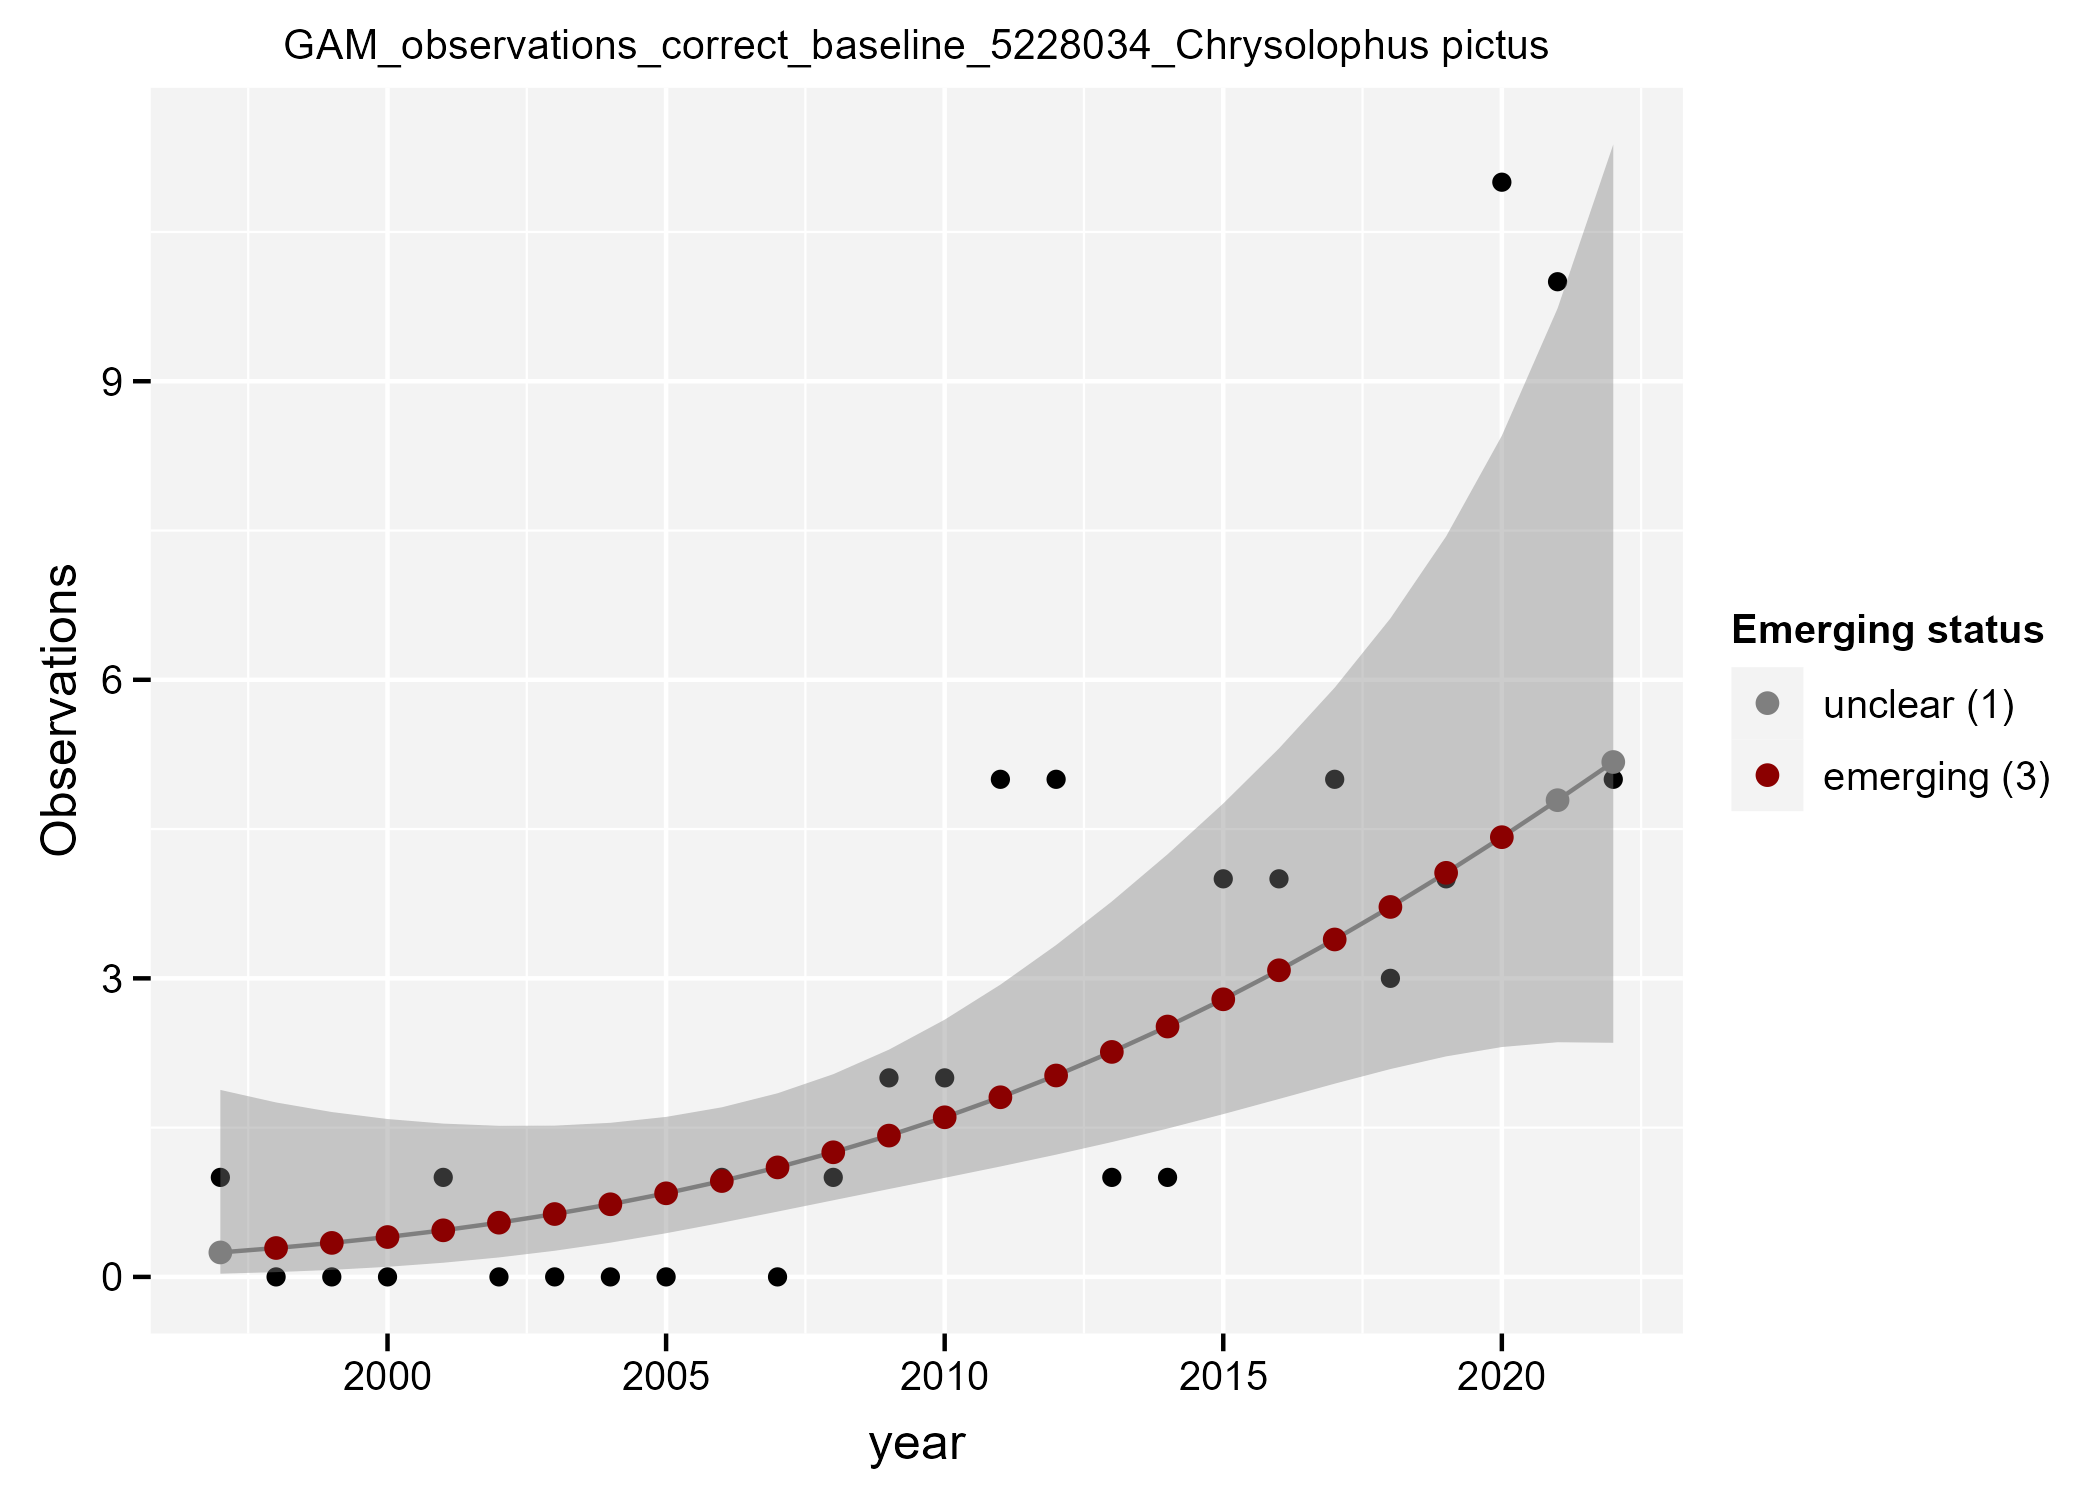 GAM_observations_correct_baseline_5228034_Chrysolophus pictus
Observations
9
6
3
0
2000 2005 2010 2015 2020
year
Emerging status
unclear (1)
emerging (3)